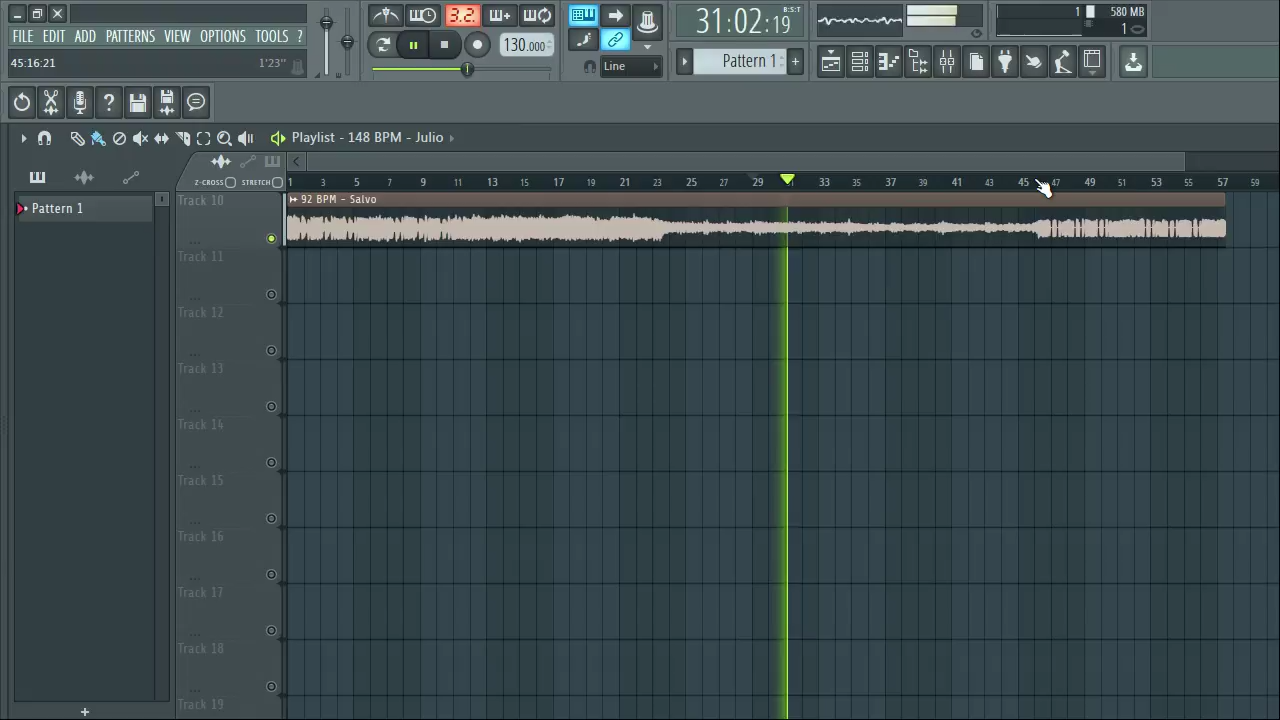 3.2.
31:02:19
B:S:T
1
580 MB
1
FILE EDIT ADD PATTERNS VIEW OPTIONS TOOLS ?
130.000
45:16:21
1'23"
Line
Pattern 1
+
?
Playlist - 148 BPM - Julio
Z-CROSS
STRETCH
1 3 5 7 9 11 13 15 17 19 21 23 25 27 29 31 33 35 37 39 41 43 45 47 49 51 53 55 57 59
Pattern 1
Track 10
92 BPM - Salvo
...
Track 11
...
Track 12
...
Track 13
...
Track 14
...
Track 15
...
Track 16
...
Track 17
...
Track 18
...
Track 19
+